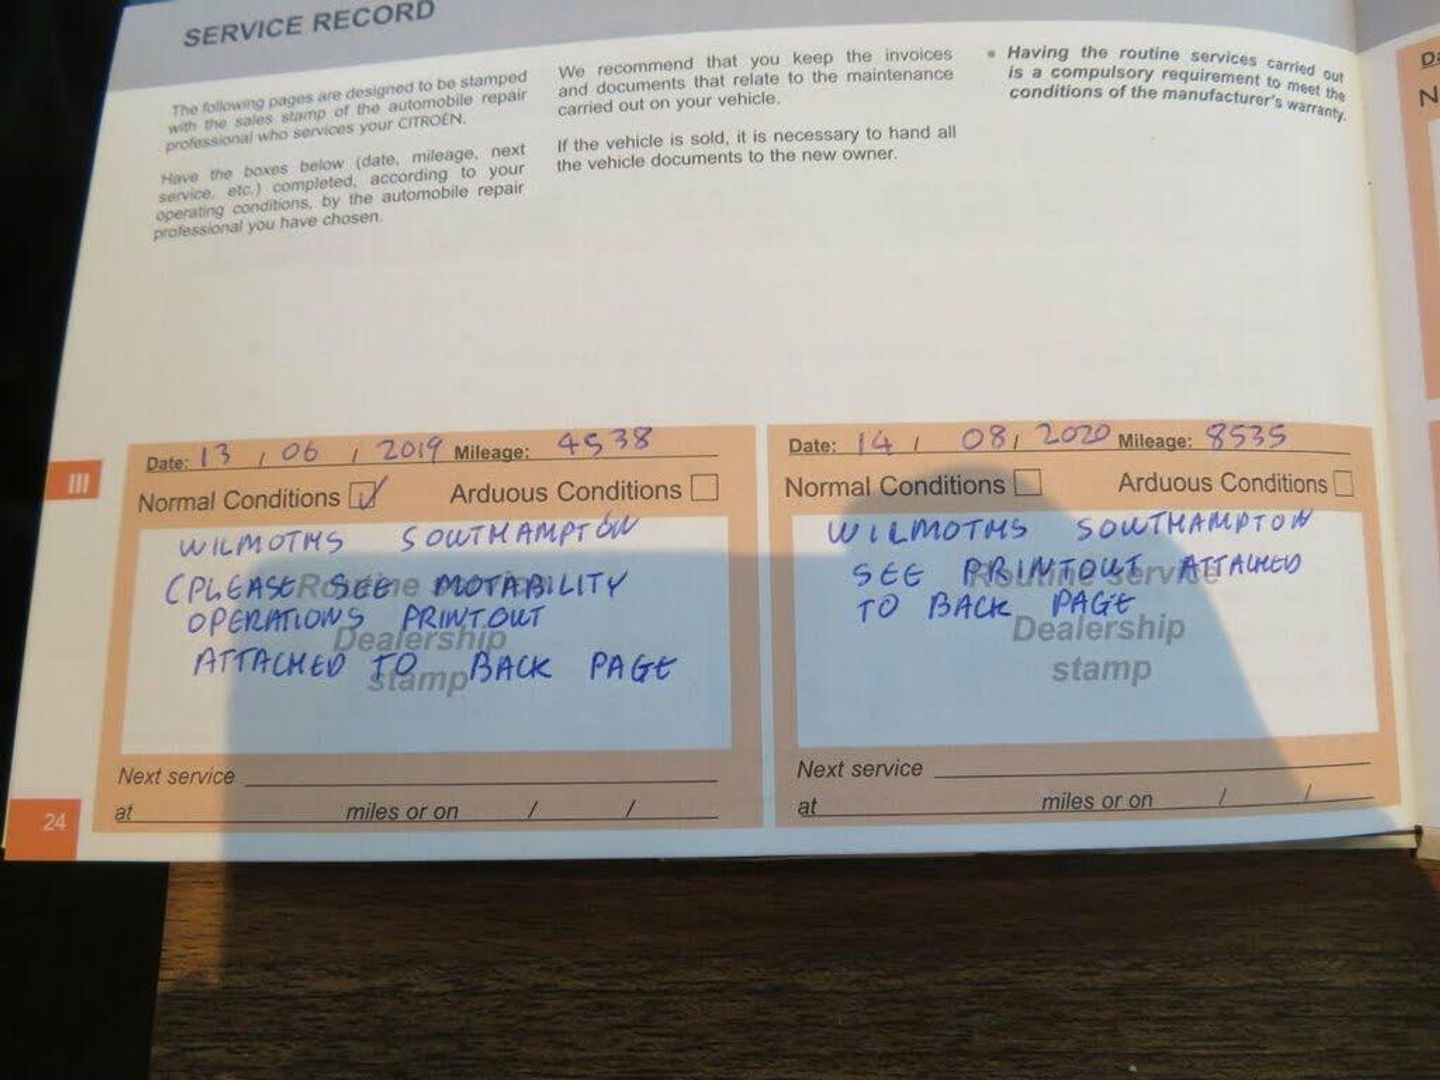 SERVICE RECORD
The following pages are designed to be stamped
with the sales stamp of the automobile repair
professional who services your CITROËN.
Have the boxes below (date, mileage, next
service, etc.) completed, according to your
operating conditions, by the automobile repair
professional you have chosen.
We recommend that you keep the invoices
and documents that relate to the maintenance
carried out on your vehicle.
If the vehicle is sold, it is necessary to hand all
the vehicle documents to the new owner.
• Having the routine services carried out
is a compulsory requirement to meet the
conditions of the manufacturer's warranty.
III
Date: 13 / 06 / 2019 Mileage: 4538
Normal Conditions ☑ Arduous Conditions ☐
WILMOTHS SOUTHAMPTON
(PLEASE SEE MOTABILITY
OPERATIONS PRINTOUT
ATTACHED TO BACK PAGE
Routine service
Dealership
stamp
Next service
at miles or on / /
Date: 14 / 08 / 2020 Mileage: 8535
Normal Conditions ☐ Arduous Conditions ☐
WILMOTHS SOUTHAMPTON
SEE PRINTOUT ATTACHED
TO BACK PAGE
Routine service
Dealership
stamp
Next service
at miles or on / /
24